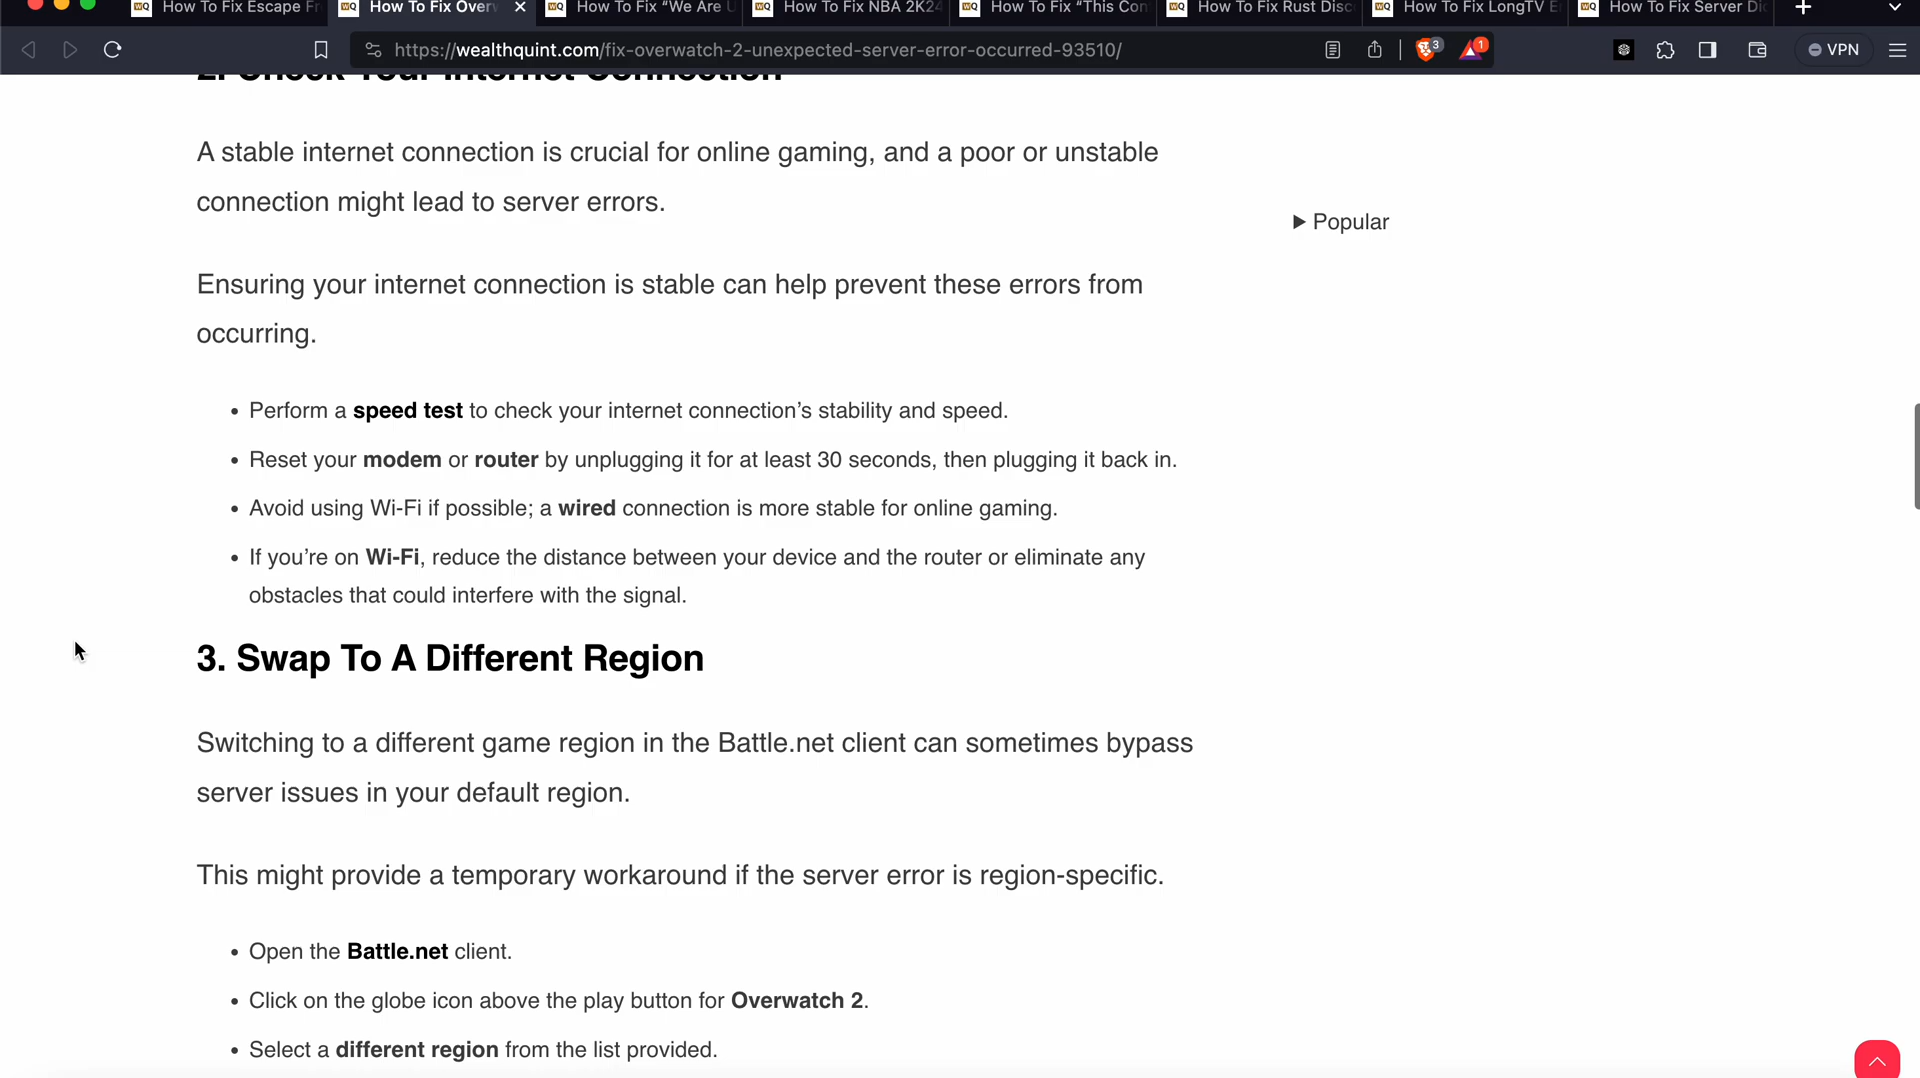 How To Fix Escape Fr
How To Fix Over
How To Fix “We Are U
How To Fix NBA 2K24
How To Fix “This Con
How To Fix Rust Disc
How To Fix LongTV E
How To Fix Server Di
https://wealthquint.com/fix-overwatch-2-unexpected-server-error-occurred-93510/
3
1
VPN
2. Check Your Internet Connection
A stable internet connection is crucial for online gaming, and a poor or unstable
connection might lead to server errors.
Popular
Ensuring your internet connection is stable can help prevent these errors from
occurring.
• Perform a speed test to check your internet connection’s stability and speed.
• Reset your modem or router by unplugging it for at least 30 seconds, then plugging it back in.
• Avoid using Wi-Fi if possible; a wired connection is more stable for online gaming.
• If you’re on Wi-Fi, reduce the distance between your device and the router or eliminate any
obstacles that could interfere with the signal.
3. Swap To A Different Region
Switching to a different game region in the Battle.net client can sometimes bypass
server issues in your default region.
This might provide a temporary workaround if the server error is region-specific.
• Open the Battle.net client.
• Click on the globe icon above the play button for Overwatch 2.
• Select a different region from the list provided.